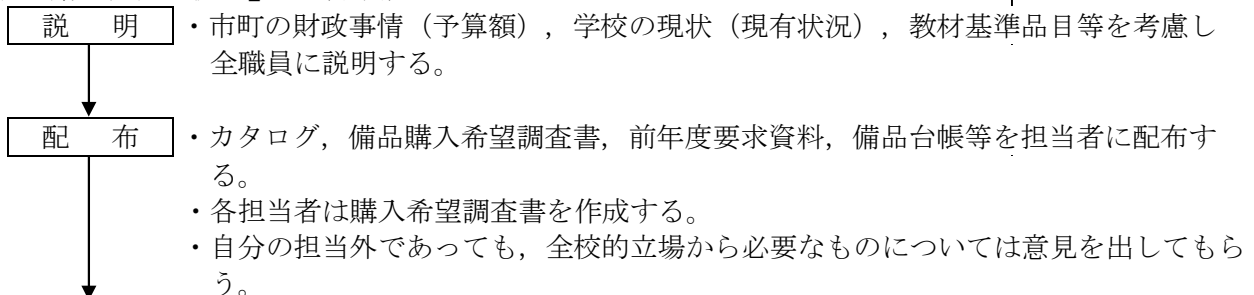 説　明　・市町の財政事情（予算額），学校の現状（現有状況），教材基準品目等を考慮し
全職員に説明する。
配　布　・カタログ，備品購入希望調査書，前年度要求資料，備品台帳等を担当者に配布す
る。
・各担当者は購入希望調査書を作成する。
・自分の担当外であっても，全校的立場から必要なものについては意見を出してもら
う。